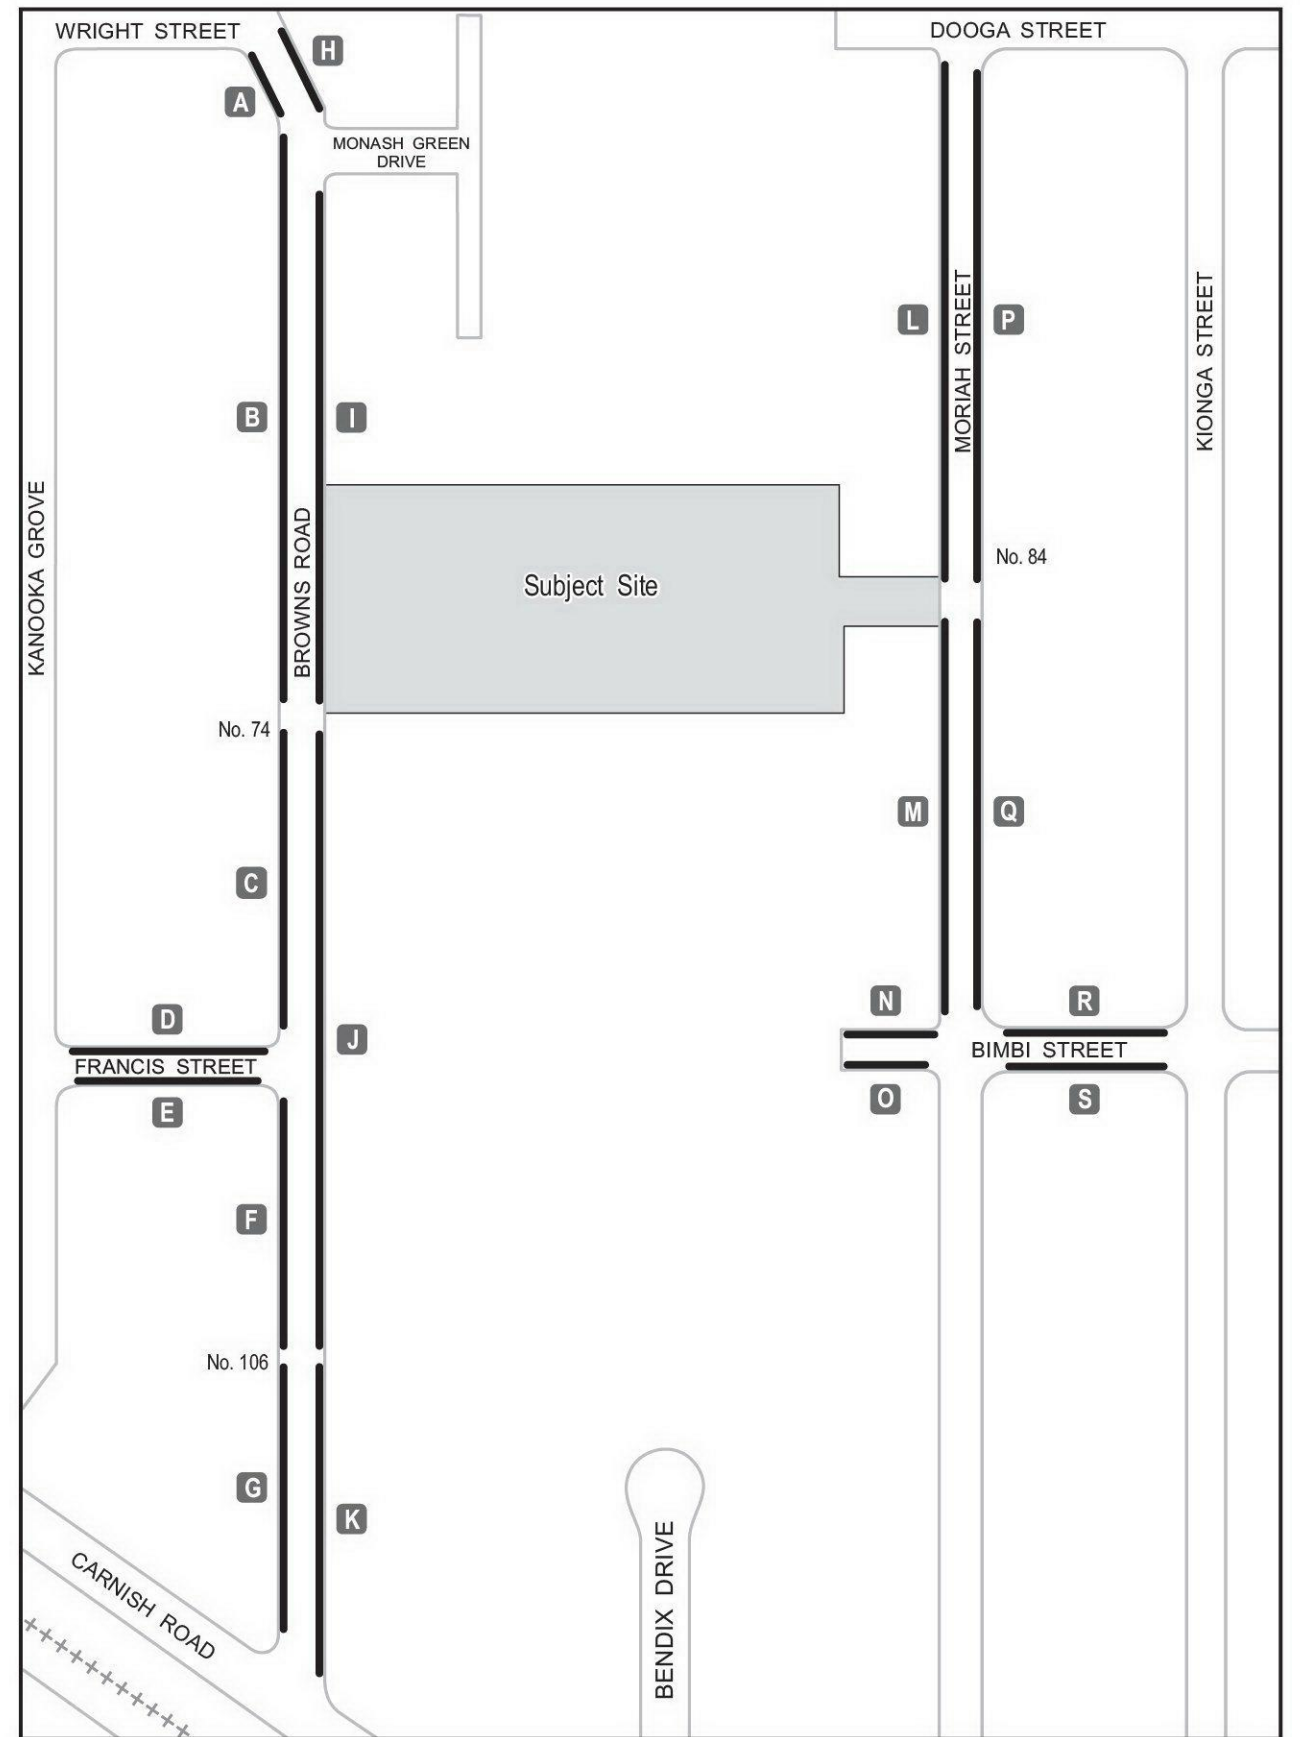 WRIGHT STREET
DOOGA STREET
H
A
MONASH GREEN
DRIVE
L
MORIAH STREET
P
KIONGA STREET
B
I
KANOOKA GROVE
BROWNS ROAD
Subject Site
No. 84
No. 74
M
Q
C
N
R
D
J
BIMBI STREET
FRANCIS STREET
E
O
S
F
No. 106
G
K
CARNISH ROAD
BENDIX DRIVE